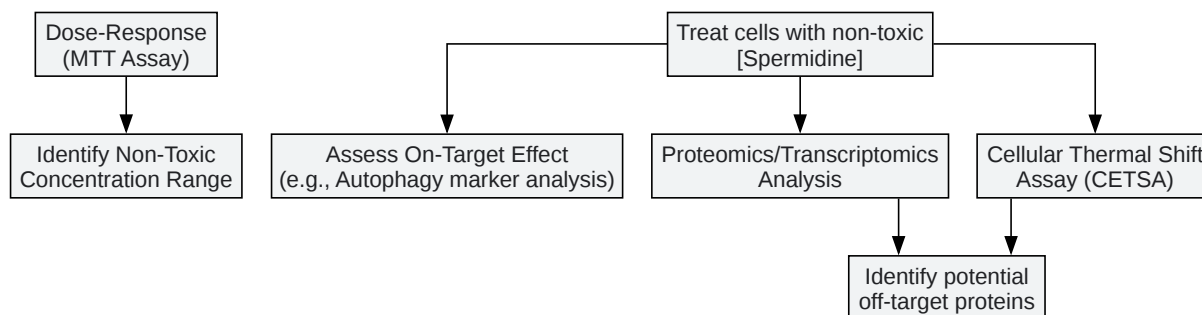 Dose-Response
(MTT Assay)
Identify Non-Toxic
Concentration Range
Treat cells with non-toxic
[Spermidine]
Assess On-Target Effect
(e.g., Autophagy marker analysis)
Proteomics/Transcriptomics
Analysis
Cellular Thermal Shift
Assay (CETSA)
Identify potential
off-target proteins